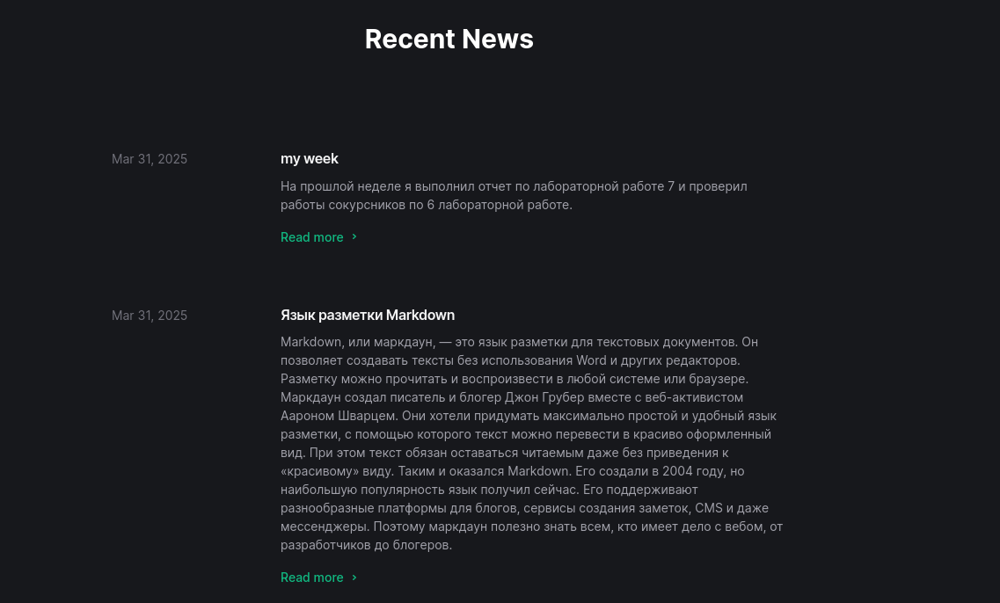 Recent News
Mar 31, 2025
my week
На прошлой неделе я выполнил отчет по лабораторной работе 7 и проверил
работы сокурсников по 6 лабораторной работе.
Read more ›
Mar 31, 2025
Язык разметки Markdown
Markdown, или маркдаун, — это язык разметки для текстовых документов. Он
позволяет создавать тексты без использования Word и других редакторов.
Разметку можно прочитать и воспроизвести в любой системе или браузере.
Маркдаун создал писатель и блогер Джон Грубер вместе с веб-активистом
Аароном Шварцем. Они хотели придумать максимально простой и удобный язык
разметки, с помощью которого текст можно перевести в красиво оформленный
вид. При этом текст обязан оставаться читаемым даже без приведения к
«красивому» виду. Таким и оказался Markdown. Его создали в 2004 году, но
наибольшую популярность язык получил сейчас. Его поддерживают
разнообразные платформы для блогов, сервисы создания заметок, CMS и даже
мессенджеры. Поэтому маркдаун полезно знать всем, кто имеет дело с вебом, от
разработчиков до блогеров.
Read more ›